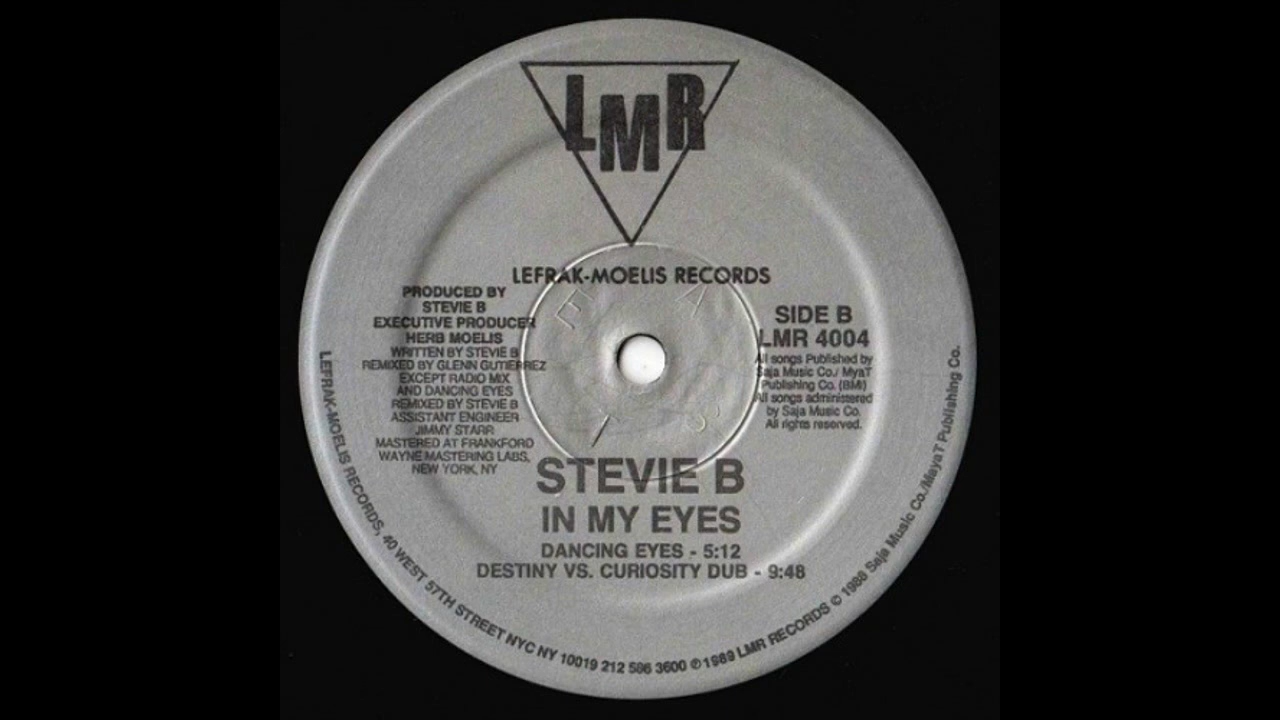 LMR
LEFRAK-MOELIS RECORDS
PRODUCED BY
STEVIE B
EXECUTIVE PRODUCER
HERB MOELIS
WRITTEN BY STEVIE B
REMIXED BY GLENN GUTIERREZ
EXCEPT RADIO MIX
AND DANCING EYES
REMIXED BY STEVIE B
ASSISTANT ENGINEER
JIMMY STARR
MASTERED AT FRANKFORD
WAYNE MASTERING LABS,
NEW YORK, NY
SIDE B
LMR 4004
All songs Published by
Saja Music Co./ MyaT
Publishing Co. (BMI)
All songs administered
by Saja Music Co.
All rights reserved.
E A S T
STEVIE B
IN MY EYES
DANCING EYES - 5:12
DESTINY VS. CURIOSITY DUB - 9:48
LEFRAK-MOELIS RECORDS, 40 WEST 57TH STREET NYC NY 10019 212 586 3600 ℗ 1989 LMR RECORDS © 1988 Saja Music Co./MayaT Publishing Co.